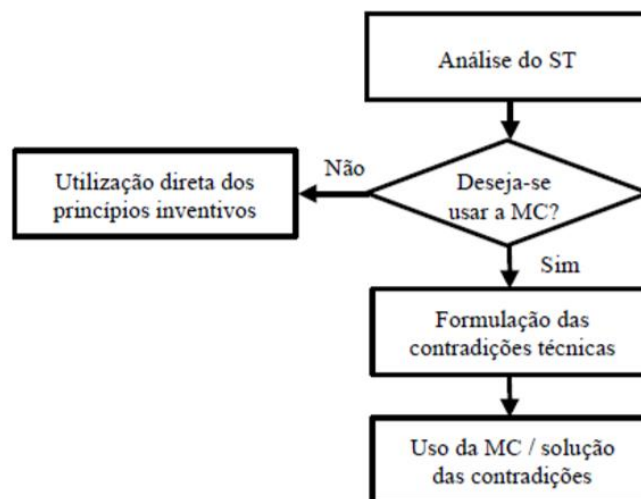 Análise do ST
Não
Utilização direta dos
princípios inventivos
Deseja-se
usar a MC?
Sim
Formulação das
contradições técnicas
Uso da MC / solução
das contradições